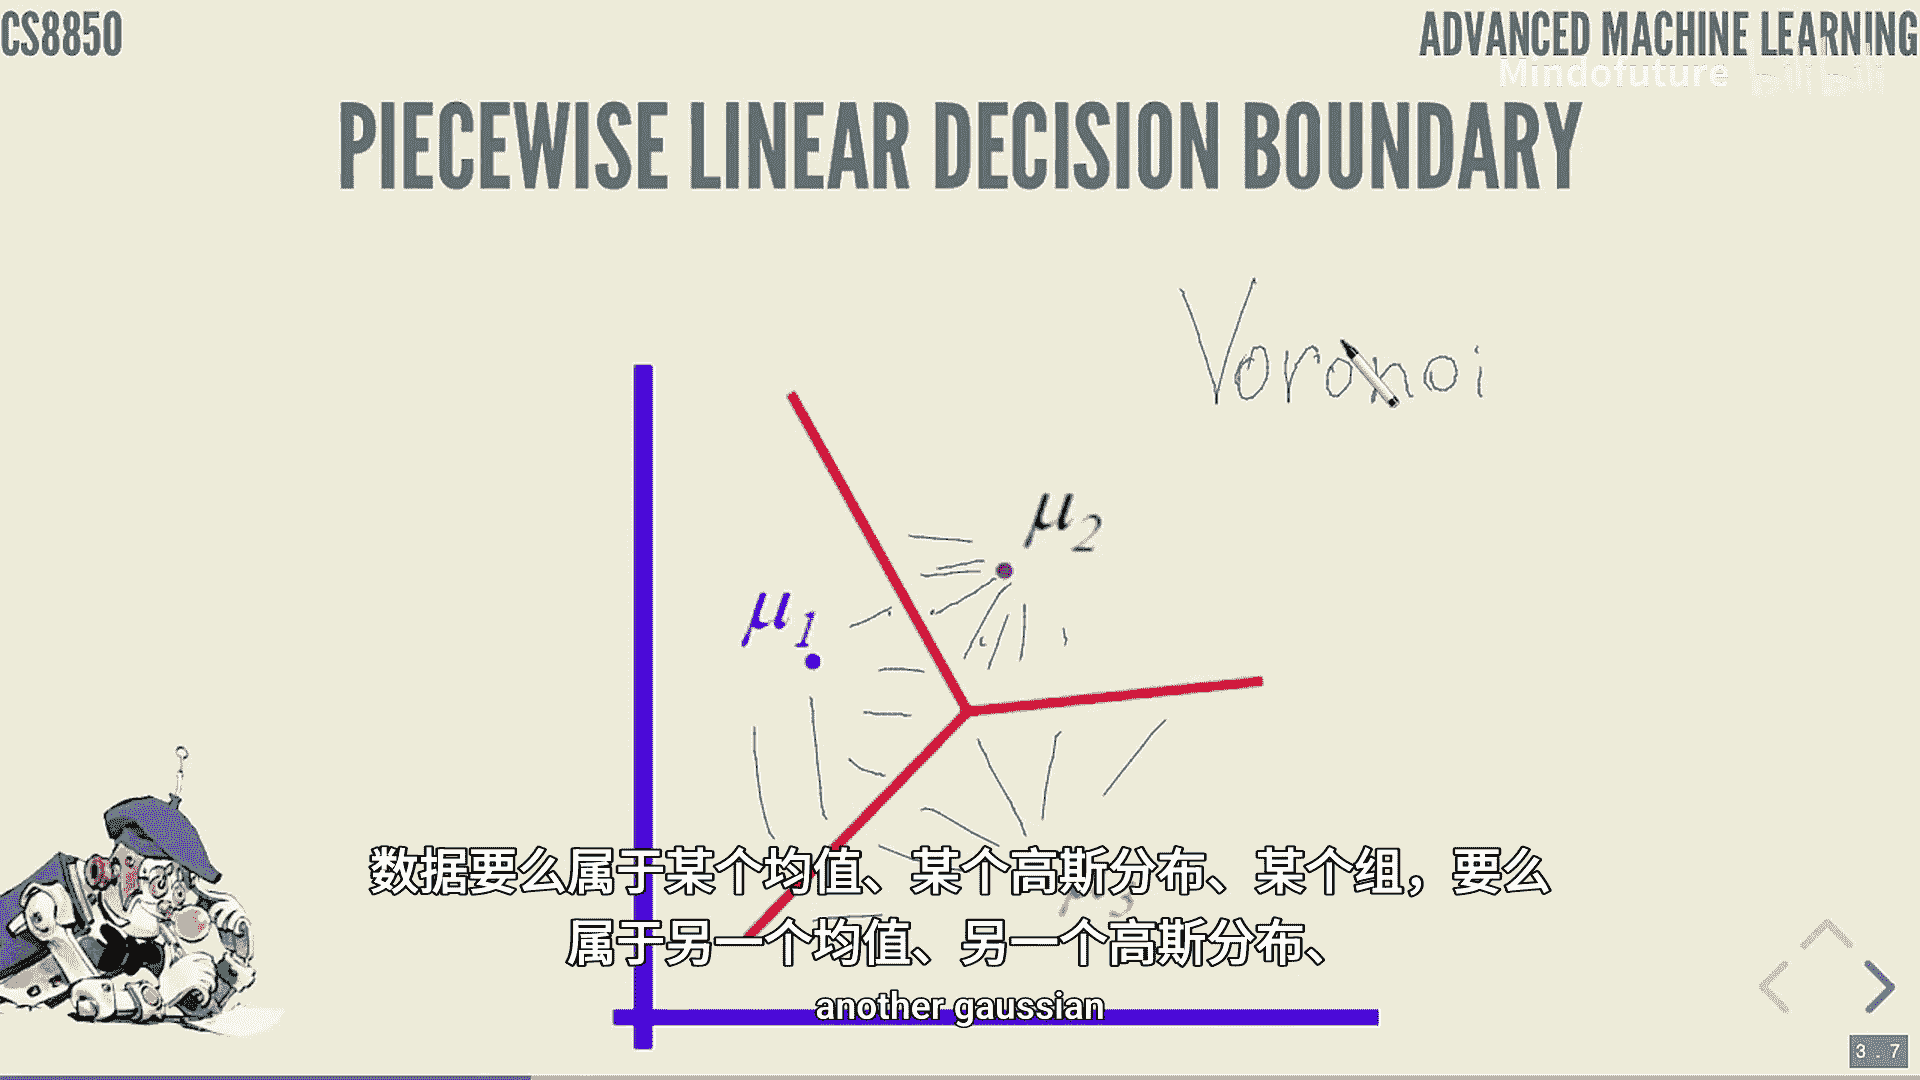 CS8850
ADVANCED MACHINE LEARNING
Mindofuture bilibili
PIECEWISE LINEAR DECISION BOUNDARY
Voronoi
μ2
μ1
μ3
数据要么属于某个均值、某个高斯分布、某个组，要么
属于另一个均值、另一个高斯分布、
another gaussian
3.7